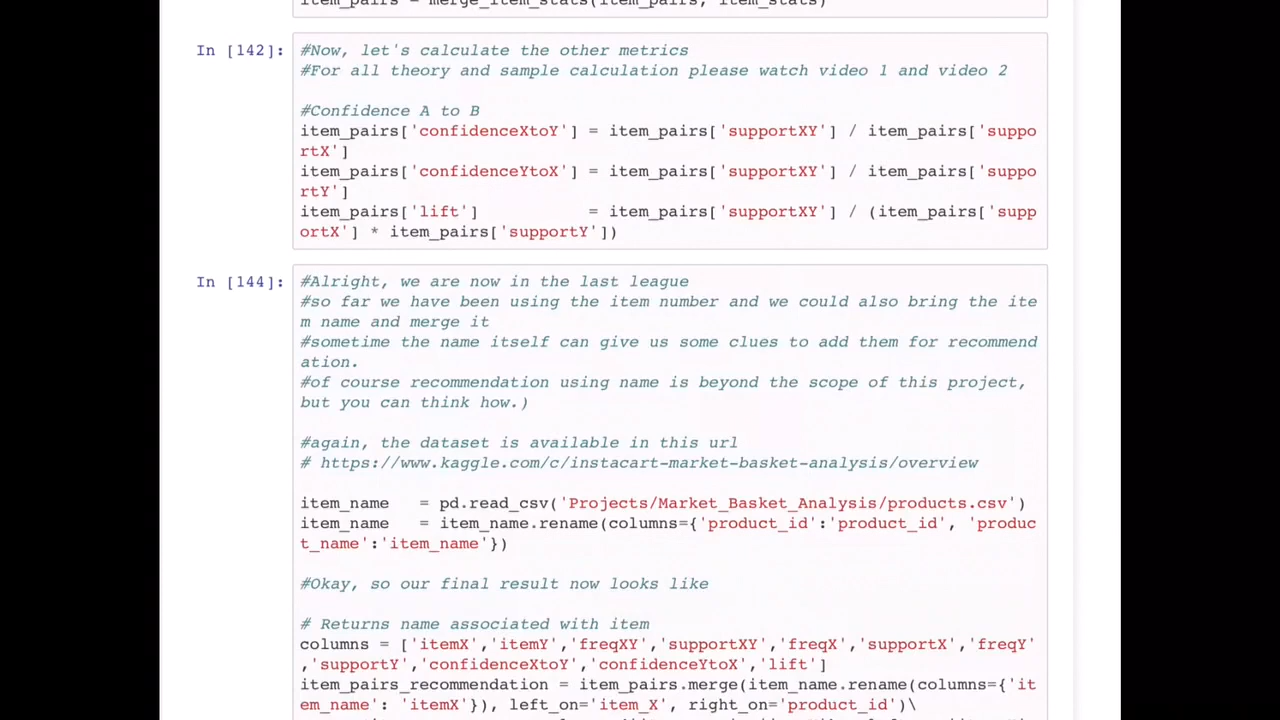 item_pairs = merge_item_stats(item_pairs, item_stats)
In [142]:
#Now, let's calculate the other metrics
#For all theory and sample calculation please watch video 1 and video 2
#Confidence A to B
item_pairs['confidenceXtoY'] = item_pairs['supportXY'] / item_pairs['suppo
rtX']
item_pairs['confidenceYtoX'] = item_pairs['supportXY'] / item_pairs['suppo
rtY']
item_pairs['lift'] = item_pairs['supportXY'] / (item_pairs['supp
ortX'] * item_pairs['supportY'])
In [144]:
#Alright, we are now in the last league
#so far we have been using the item number and we could also bring the ite
m name and merge it
#sometime the name itself can give us some clues to add them for recommend
ation.
#of course recommendation using name is beyond the scope of this project,
but you can think how.)
#again, the dataset is available in this url
# https://www.kaggle.com/c/instacart-market-basket-analysis/overview
item_name = pd.read_csv('Projects/Market_Basket_Analysis/products.csv')
item_name = item_name.rename(columns={'product_id':'product_id', 'produc
t_name':'item_name'})
#Okay, so our final result now looks like
# Returns name associated with item
columns = ['itemX','itemY','freqXY','supportXY','freqX','supportX','freqY'
,'supportY','confidenceXtoY','confidenceYtoX','lift']
item_pairs_recommendation = item_pairs.merge(item_name.rename(columns={'it
em_name': 'itemX'}), left_on='item_X', right_on='product_id')\